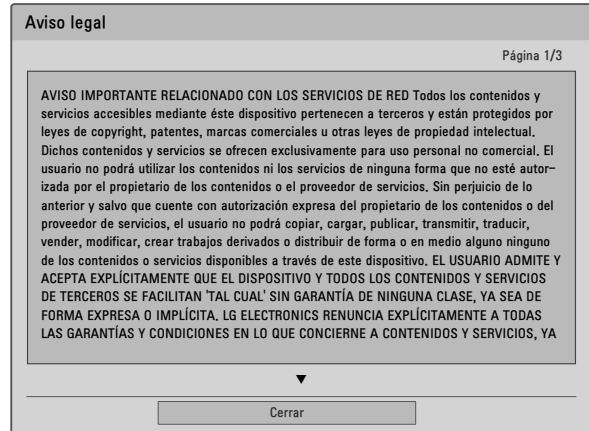 Aviso legal
Página 1/3
AVISO IMPORTANTE RELACIONADO CON LOS SERVICIOS DE RED Todos los contenidos y
servicios accesibles mediante éste dispositivo pertenecen a terceros y están protegidos por
leyes de copyright, patentes, marcas comerciales u otras leyes de propiedad intelectual.
Dichos contenidos y servicios se ofrecen exclusivamente para uso personal no comercial. El
usuario no podrá utilizar los contenidos ni los servicios de ninguna forma que no esté autor-
izada por el propietario de los contenidos o el proveedor de servicios. Sin perjuicio de lo
anterior y salvo que cuente con autorización expresa del propietario de los contenidos o del
proveedor de servicios, el usuario no podrá copiar, cargar, publicar, transmitir, traducir,
vender, modificar, crear trabajos derivados o distribuir de forma o en medio alguno ninguno
de los contenidos o servicios disponibles a través de este dispositivo. EL USUARIO ADMITE Y
ACEPTA EXPLÍCITAMENTE QUE EL DISPOSITIVO Y TODOS LOS CONTENIDOS Y SERVICIOS
DE TERCEROS SE FACILITAN 'TAL CUAL' SIN GARANTÍA DE NINGUNA CLASE, YA SEA DE
FORMA EXPRESA O IMPLÍCITA. LG ELECTRONICS RENUNCIA EXPLÍCITAMENTE A TODAS
LAS GARANTÍAS Y CONDICIONES EN LO QUE CONCIERNE A CONTENIDOS Y SERVICIOS, YA
Cerrar